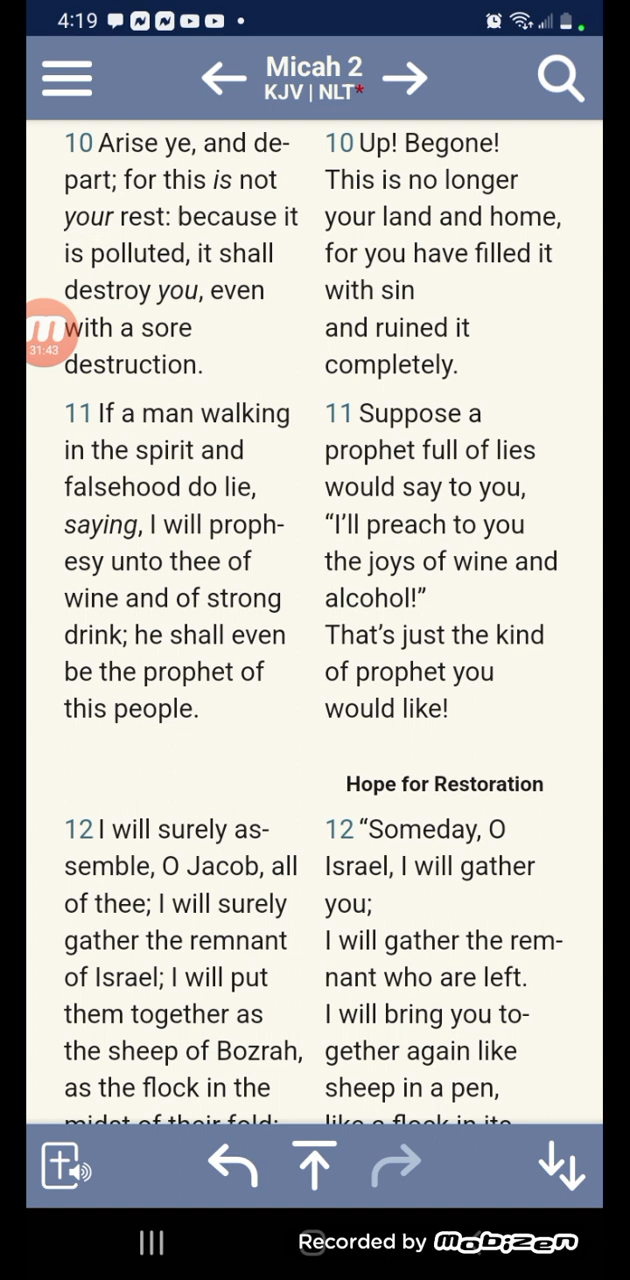 4:19
Micah 2
KJV | NLT*
10 Arise ye, and de-
part; for this is not
your rest: because it
is polluted, it shall
destroy you, even
with a sore
destruction.
11 If a man walking
in the spirit and
falsehood do lie,
saying, I will proph-
esy unto thee of
wine and of strong
drink; he shall even
be the prophet of
this people.
12 I will surely as-
semble, O Jacob, all
of thee; I will surely
gather the remnant
of Israel; I will put
them together as
the sheep of Bozrah,
as the flock in the
midst of their fold:
10 Up! Begone!
This is no longer
your land and home,
for you have filled it
with sin
and ruined it
completely.
11 Suppose a
prophet full of lies
would say to you,
“I’ll preach to you
the joys of wine and
alcohol!”
That’s just the kind
of prophet you
would like!
Hope for Restoration
12 “Someday, O
Israel, I will gather
you;
I will gather the rem-
nant who are left.
I will bring you to-
gether again like
sheep in a pen,
like a flock in its
31:43
Recorded by mobizen